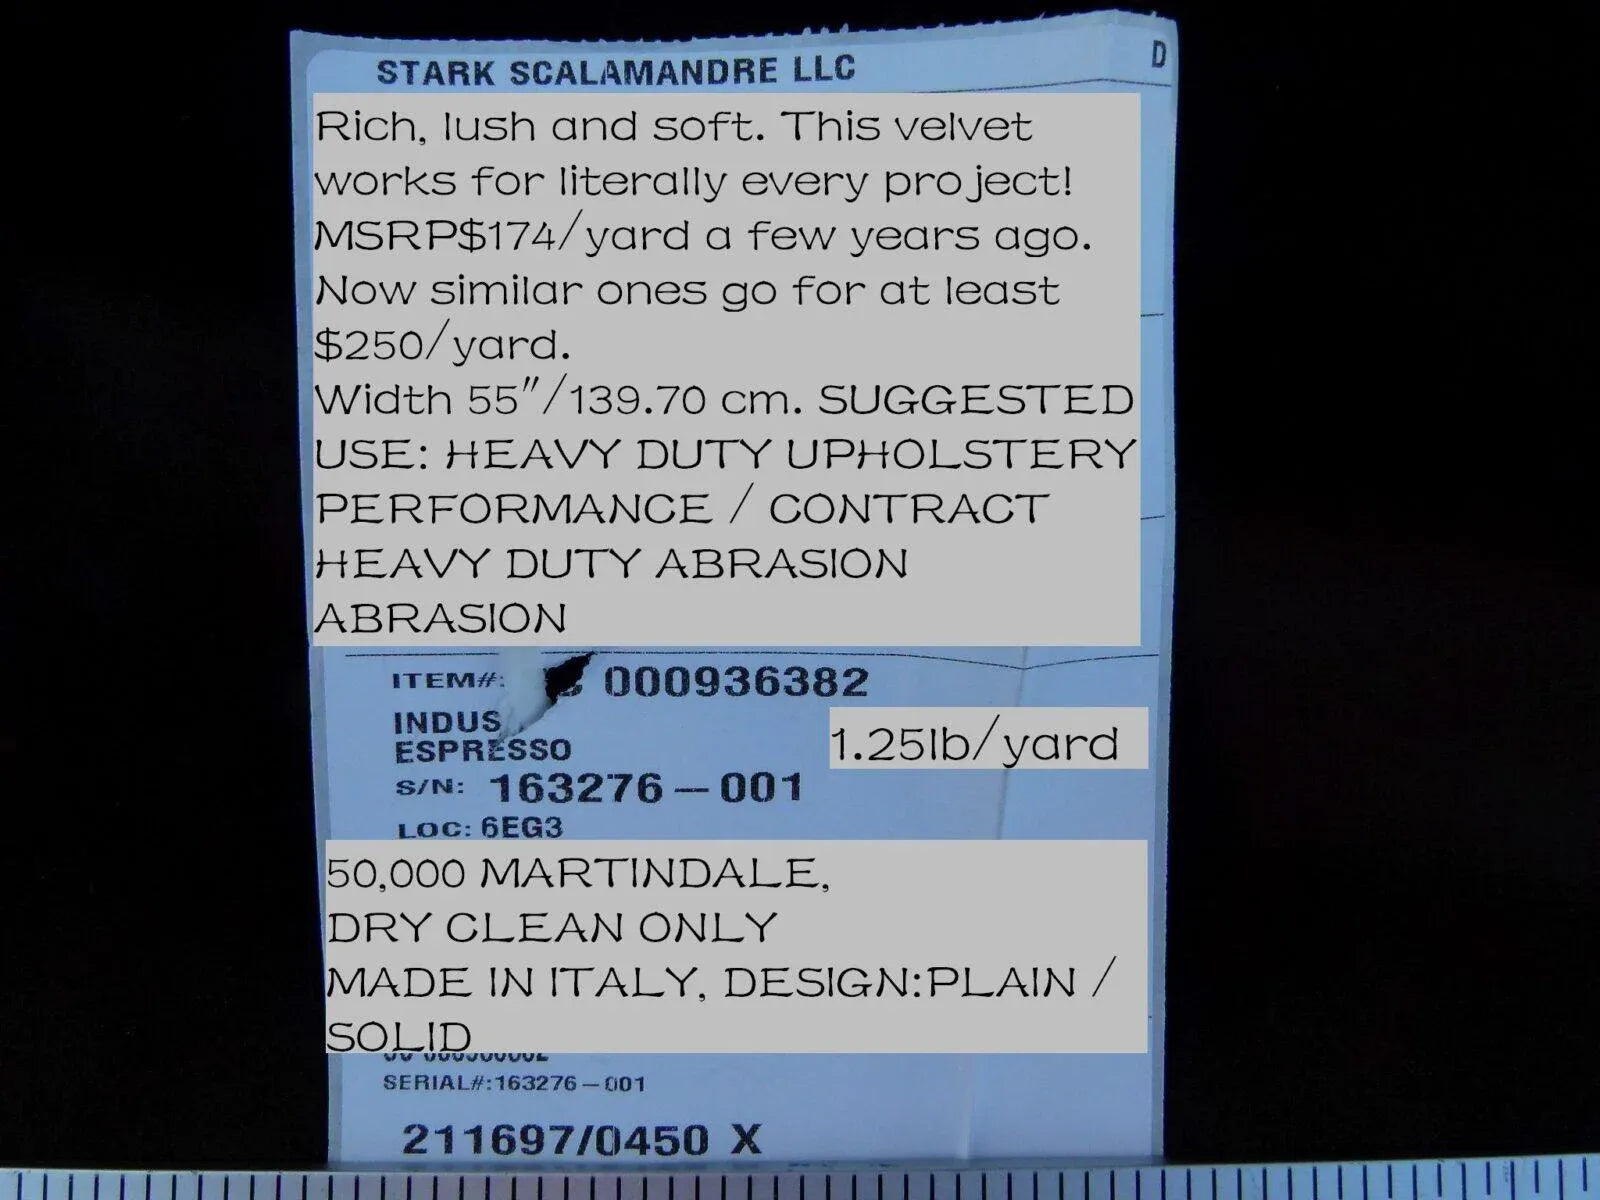 STARK SCALAMANDRE LLC
D
Rich, lush and soft. This velvet
works for literally every project!
MSRP$174/yard a few years ago.
Now similar ones go for at least
$250/yard.
Width 55"/139.70 cm. SUGGESTED
USE: HEAVY DUTY UPHOLSTERY
PERFORMANCE / CONTRACT
HEAVY DUTY ABRASION
ABRASION
ITEM#: 000936382
INDUS
ESPRESSO
1.25lb/yard
S/N: 163276-001
LOC: 6EG3
50,000 MARTINDALE,
DRY CLEAN ONLY
MADE IN ITALY, DESIGN:PLAIN /
SOLID
SERIAL#:163276-001
211697/0450 X